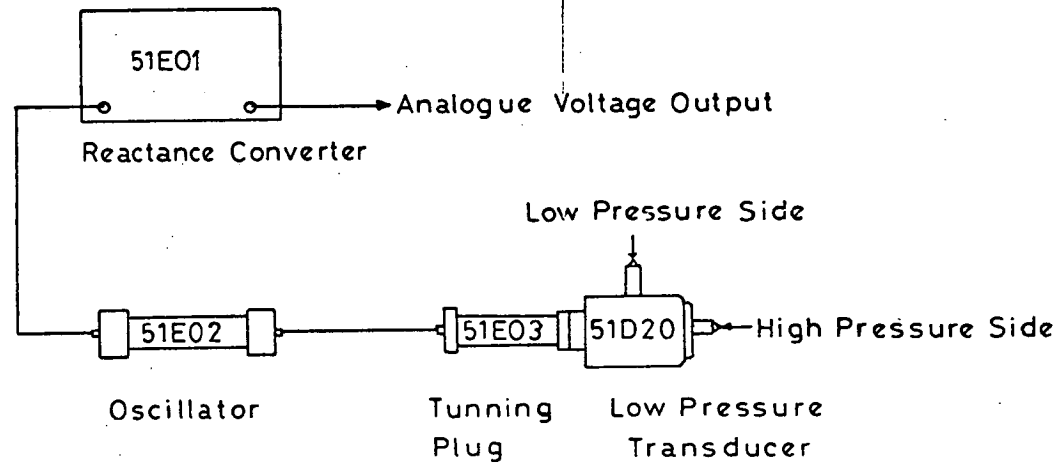 51E01
Analogue Voltage Output
Reactance Converter
Low Pressure Side
51E02
51E03
51D20
High Pressure Side
Oscillator
Tunning
Plug
Low Pressure
Transducer